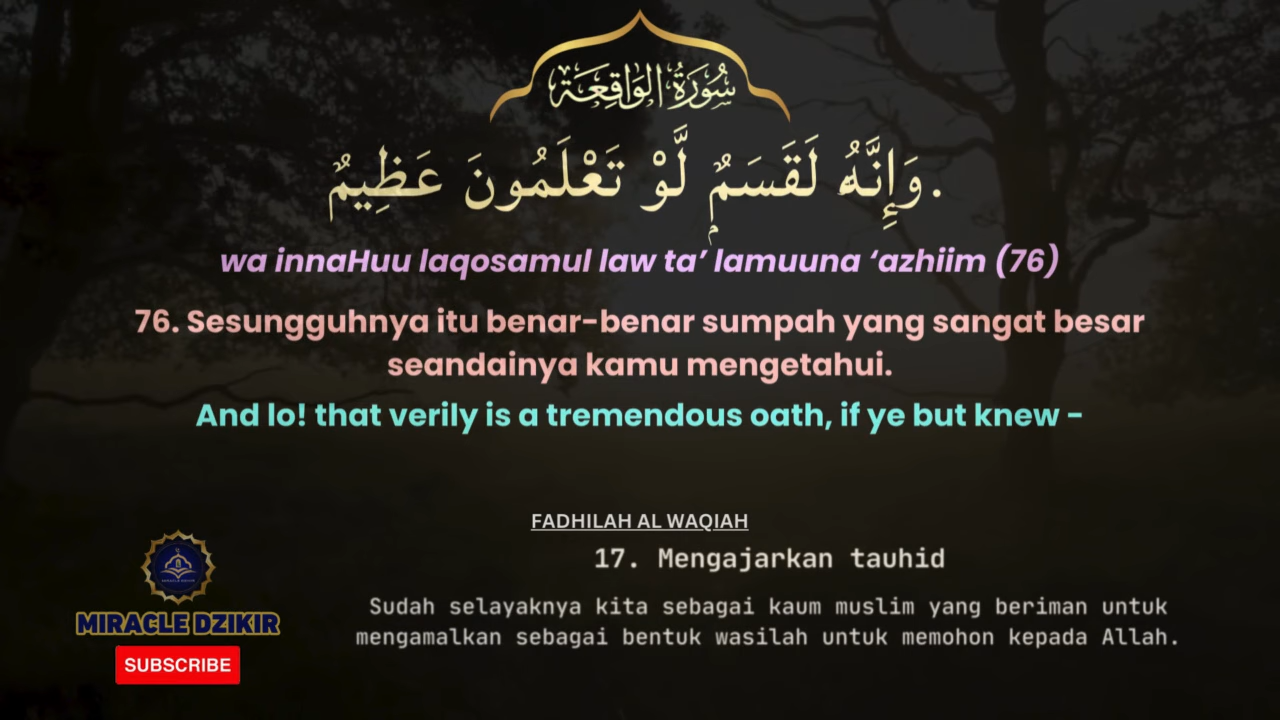 سُورَةُ الوَاقِعَة
وَإِنَّهُ لَقَسَمٌ لَّوْ تَعْلَمُونَ عَظِيمٌ.
wa innaHuu laqosamul law ta’ lamuuna ‘azhiim (76)
76. Sesungguhnya itu benar-benar sumpah yang sangat besar
seandainya kamu mengetahui.
And lo! that verily is a tremendous oath, if ye but knew -
FADHILAH AL WAQIAH
17. Mengajarkan tauhid
Sudah selayaknya kita sebagai kaum muslim yang beriman untuk
mengamalkan sebagai bentuk wasilah untuk memohon kepada Allah.
MIRACLE DZIKIR
MIRACLE DZIKIR
SUBSCRIBE